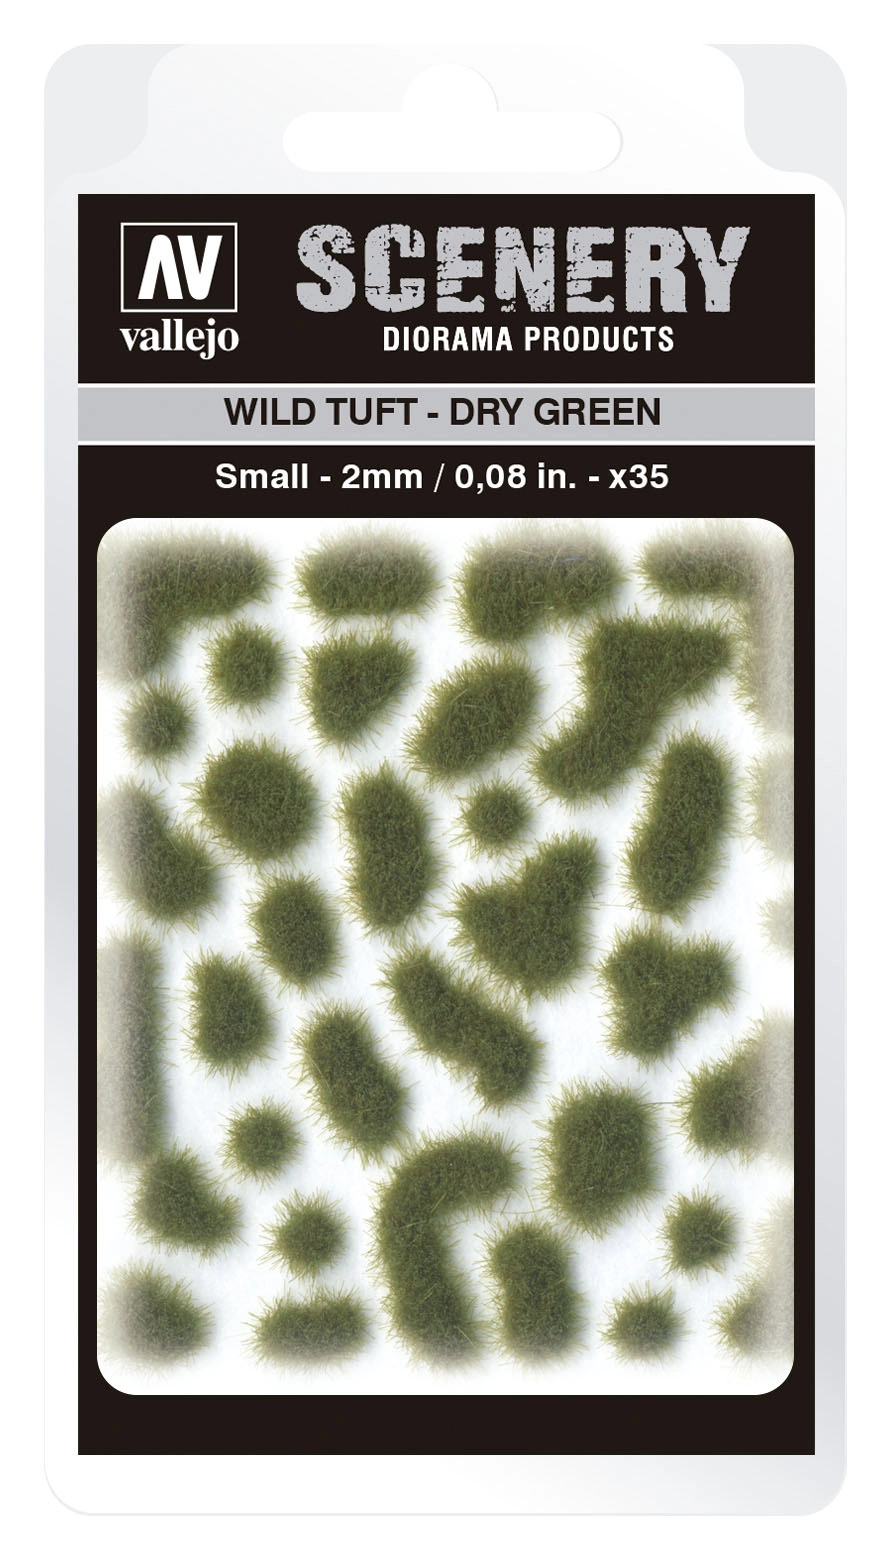 AV
vallejo
SCENERY
DIORAMA PRODUCTS
WILD TUFT - DRY GREEN
Small - 2mm / 0,08 in. - x35